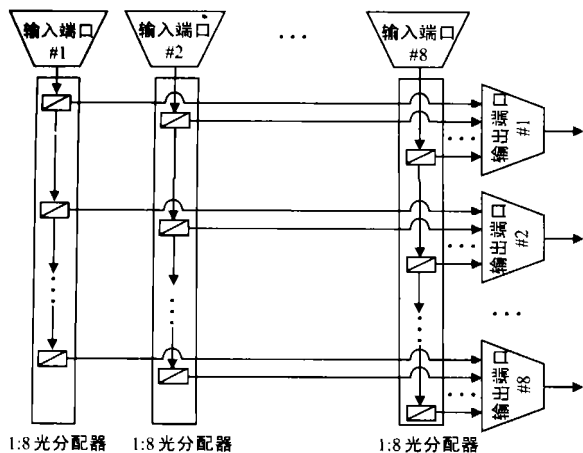 输入端口
#1
输入端口
#2
...
输入端口
#8
输出端口
#1
...
输出端口
#2
...
...
输出端口
#8
...
1:8光分配器
1:8光分配器
1:8光分配器